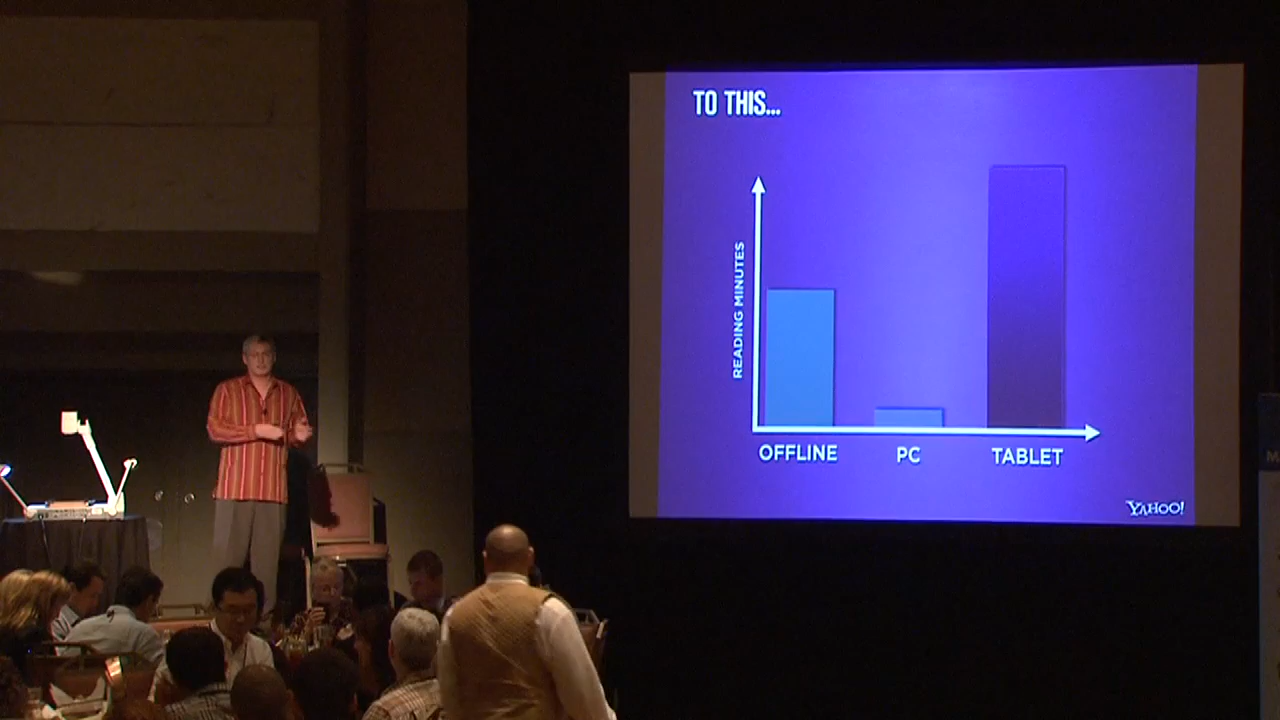 TO THIS...
READING MINUTES
OFFLINE
PC
TABLET
YAHOO!